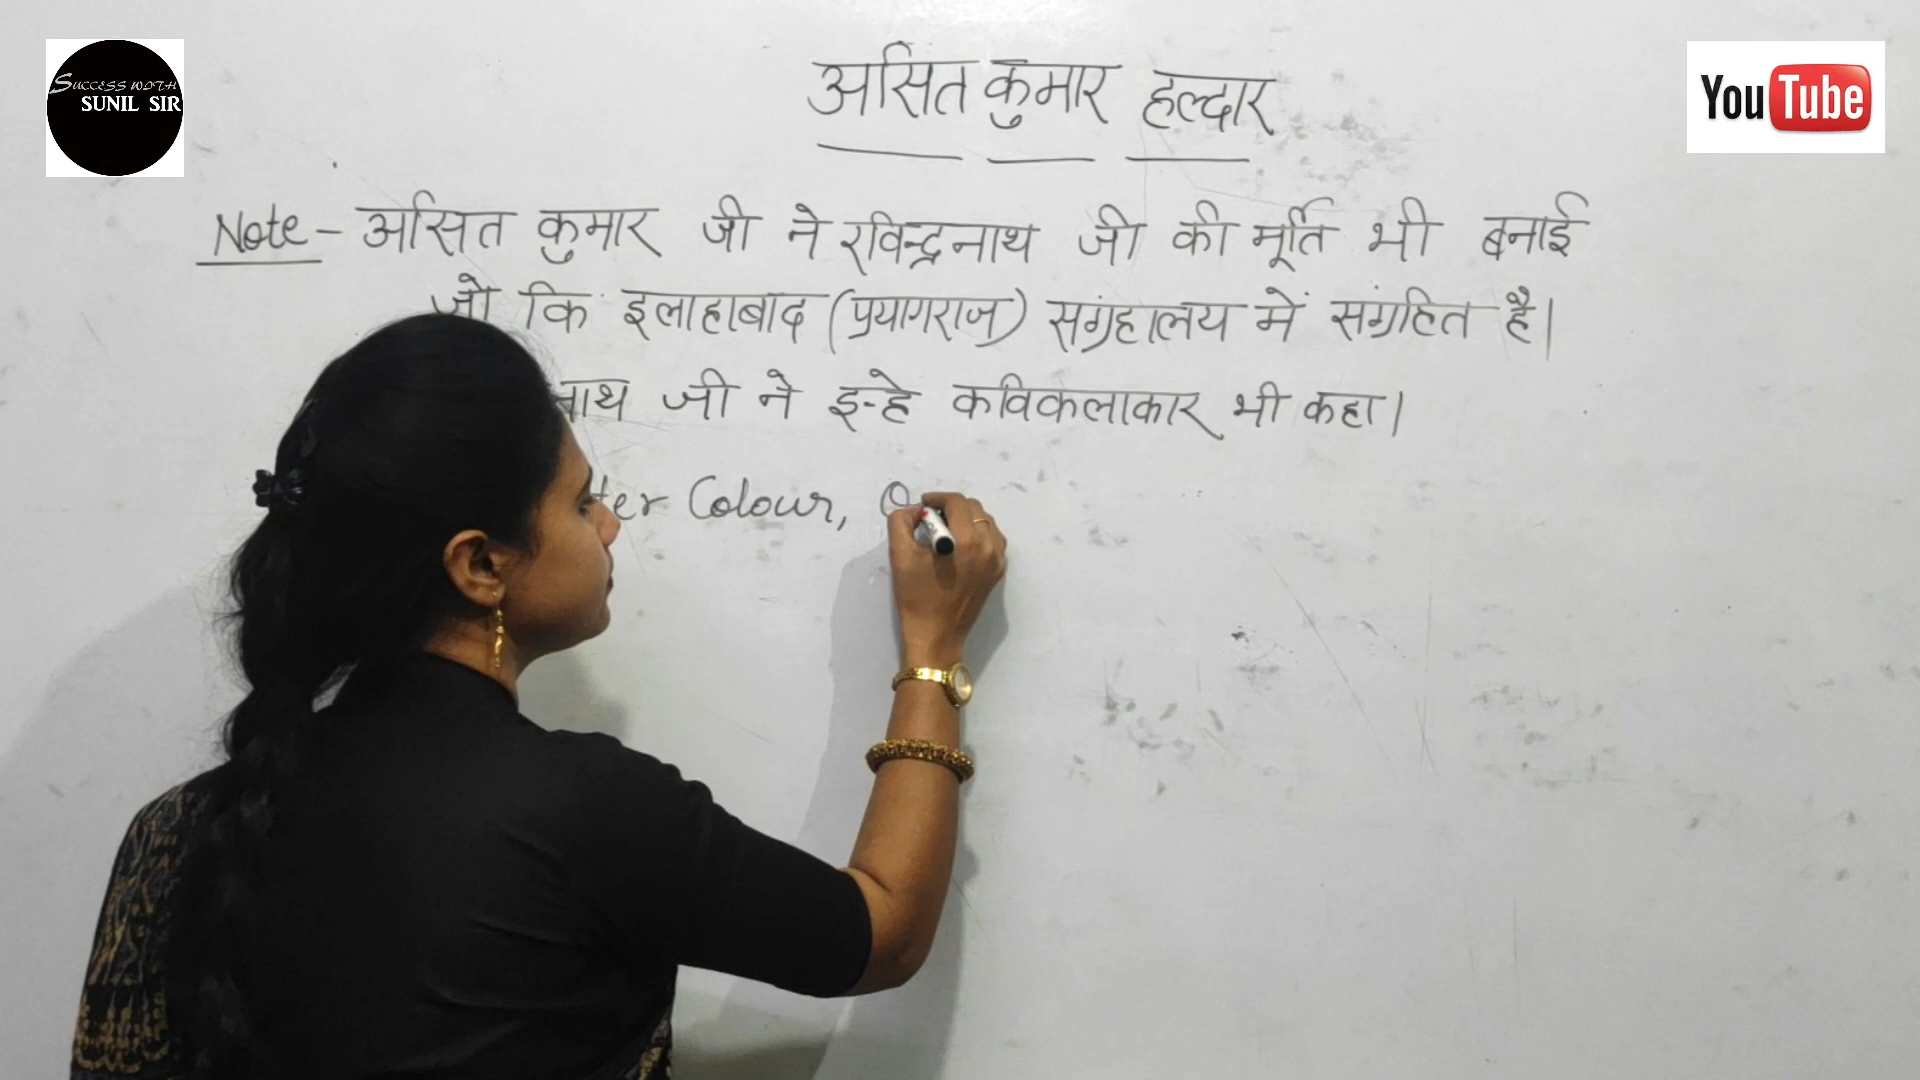 SUCCESS WITH
SUNIL SIR
YouTube
असित कुमार हल्दार
Note - असित कुमार जी ने रविन्द्रनाथ जी की मूर्ति भी बनाई
जो कि इलाहाबाद (प्रयागराज) सग्रंहालय में संग्रहित है।
नाथ जी ने इन्हे कविकलाकार भी कहा।
ter Colour,